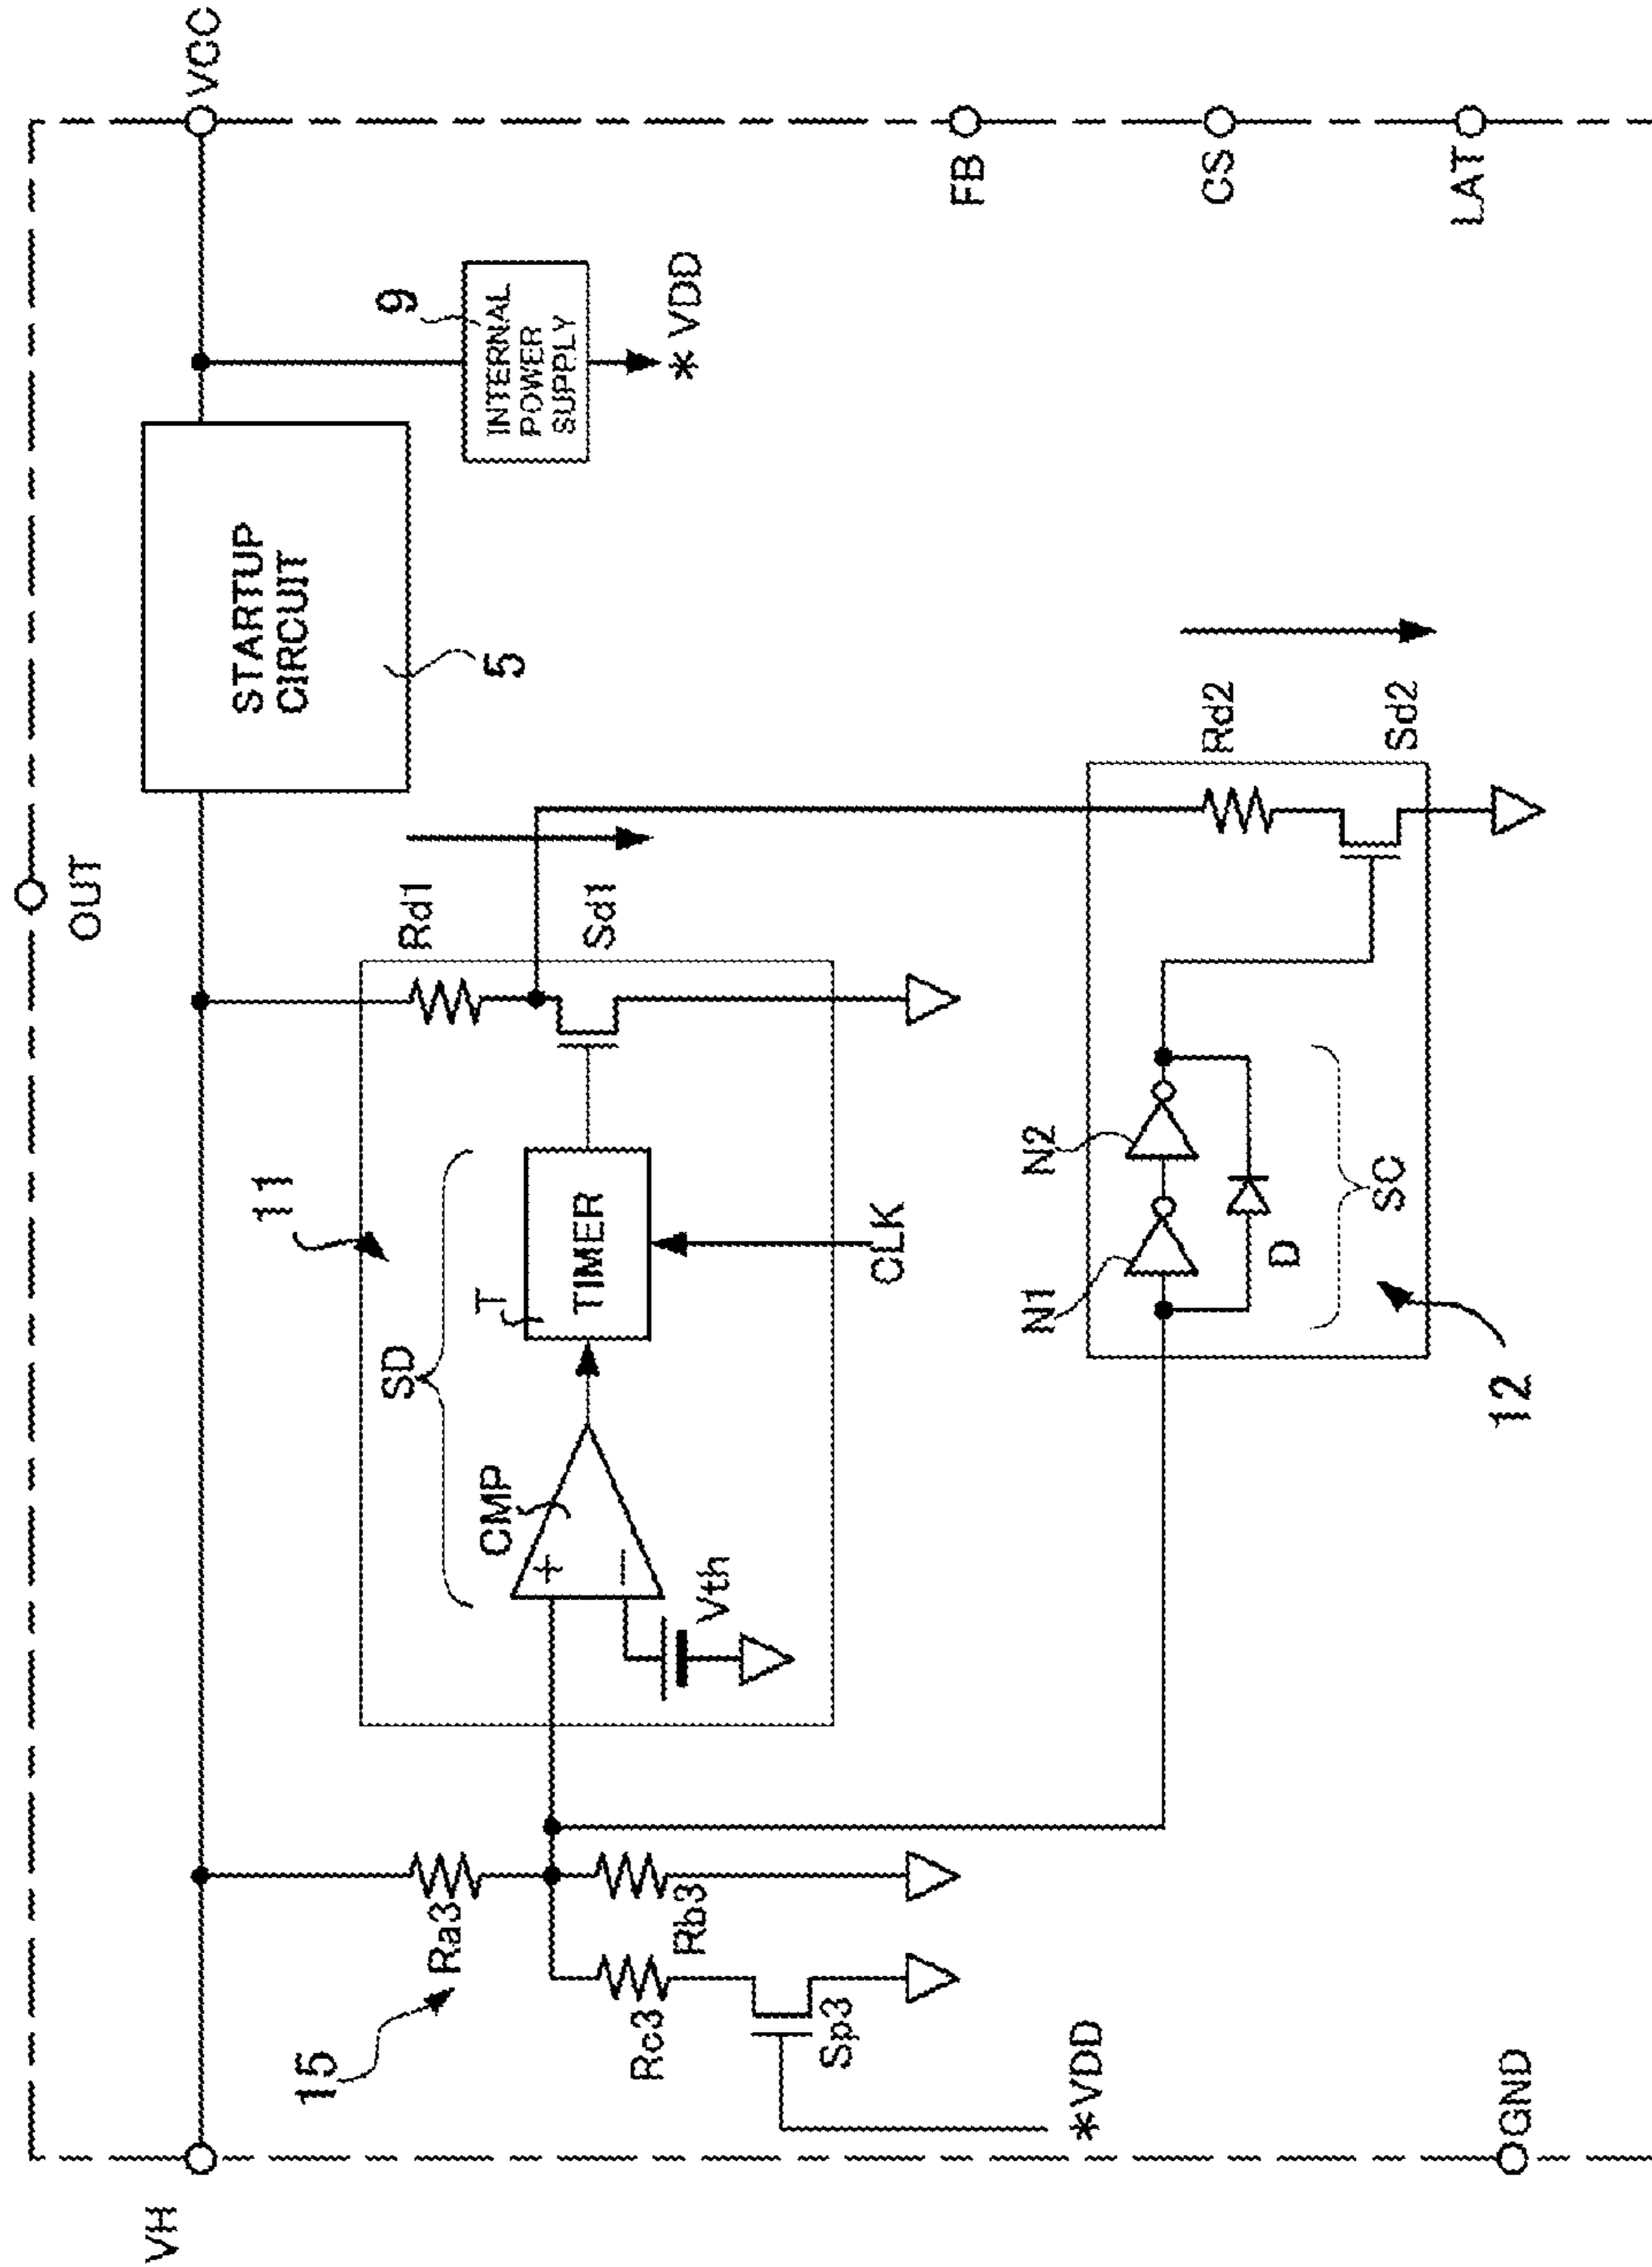 OUT
VH
VCC
STARTUP
CIRCUIT
5
9
INTERNAL
POWER
SUPPLY
*VDD
15
Ra3
Rb3
Rc3
Sp3
*VDD
11
SD
CMP
+
−
Vth
T
TIMER
CLK
Rd1
Sd1
FB
CS
LAT
N1
N2
D
SC
12
Rd2
Sd2
GND